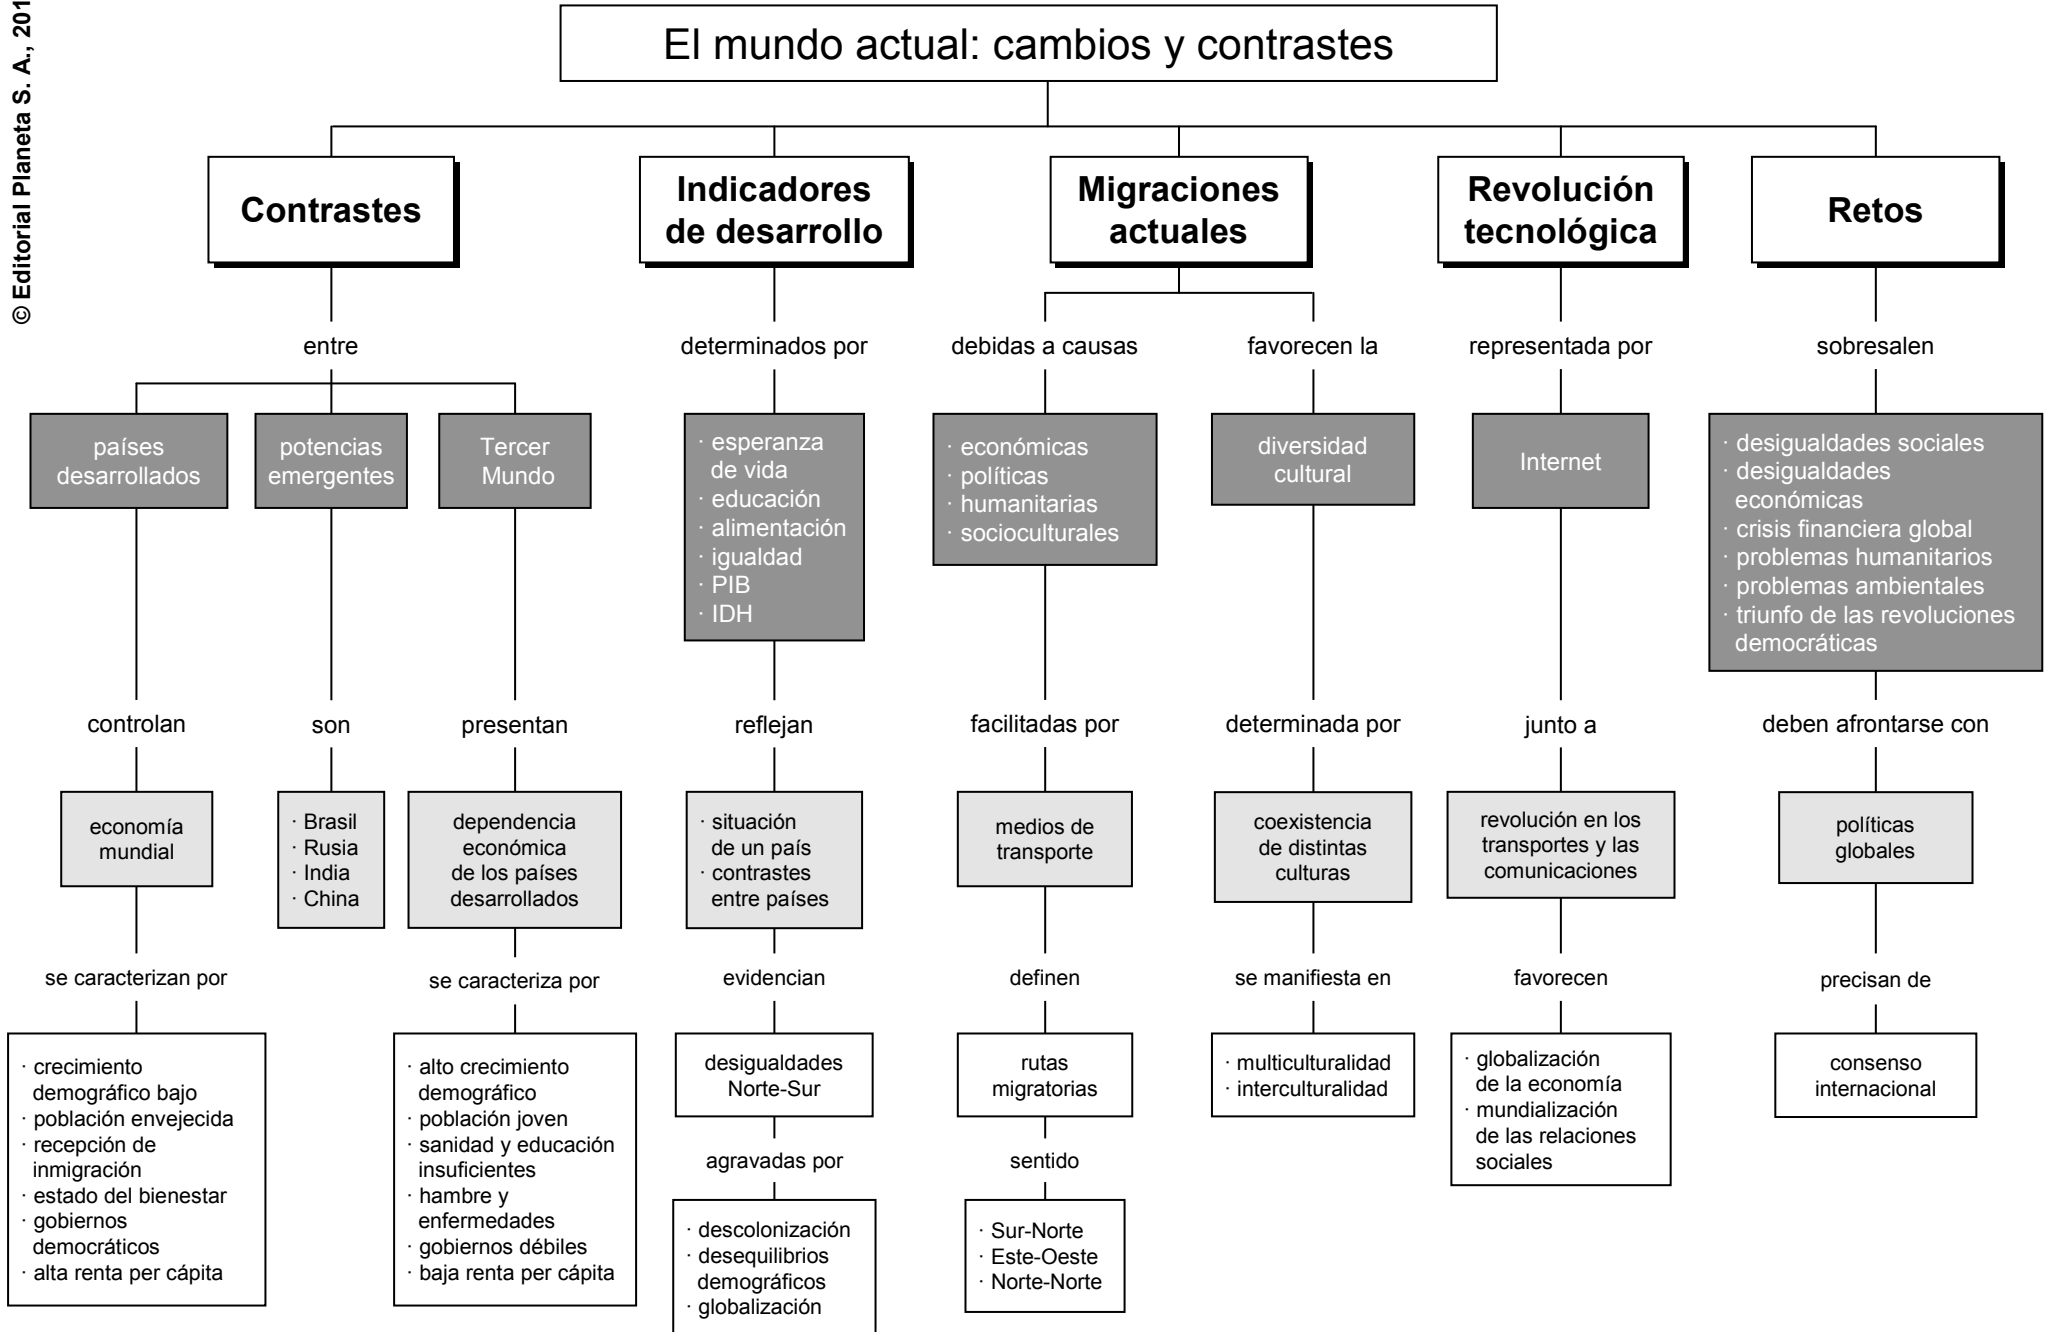 © Editorial Planeta S. A., 201
El mundo actual: cambios y contrastes
Contrastes
Indicadores
de desarrollo
Migraciones
actuales
Revolución
tecnológica
Retos
entre
determinados por
debidas a causas
favorecen la
representada por
sobresalen
países
desarrollados
potencias
emergentes
Tercer
Mundo
· esperanza
de vida
· educación
· alimentación
· igualdad
· PIB
· IDH
· económicas
· políticas
· humanitarias
· socioculturales
diversidad
cultural
Internet
· desigualdades sociales
· desigualdades
económicas
· crisis financiera global
· problemas humanitarios
· problemas ambientales
· triunfo de las revoluciones
democráticas
controlan
son
presentan
reflejan
facilitadas por
determinada por
junto a
deben afrontarse con
economía
mundial
· Brasil
· Rusia
· India
· China
dependencia
económica
de los países
desarrollados
· situación
de un país
· contrastes
entre países
medios de
transporte
coexistencia
de distintas
culturas
revolución en los
transportes y las
comunicaciones
políticas
globales
se caracterizan por
se caracteriza por
evidencian
definen
se manifiesta en
favorecen
precisan de
· crecimiento
demográfico bajo
· población envejecida
· recepción de
inmigración
· estado del bienestar
· gobiernos
democráticos
· alta renta per cápita
· alto crecimiento
demográfico
· población joven
· sanidad y educación
insuficientes
· hambre y
enfermedades
· gobiernos débiles
· baja renta per cápita
desigualdades
Norte-Sur
rutas
migratorias
· multiculturalidad
· interculturalidad
· globalización
de la economía
· mundialización
de las relaciones
sociales
consenso
internacional
agravadas por
sentido
· descolonización
· desequilibrios
demográficos
· globalización
· Sur-Norte
· Este-Oeste
· Norte-Norte